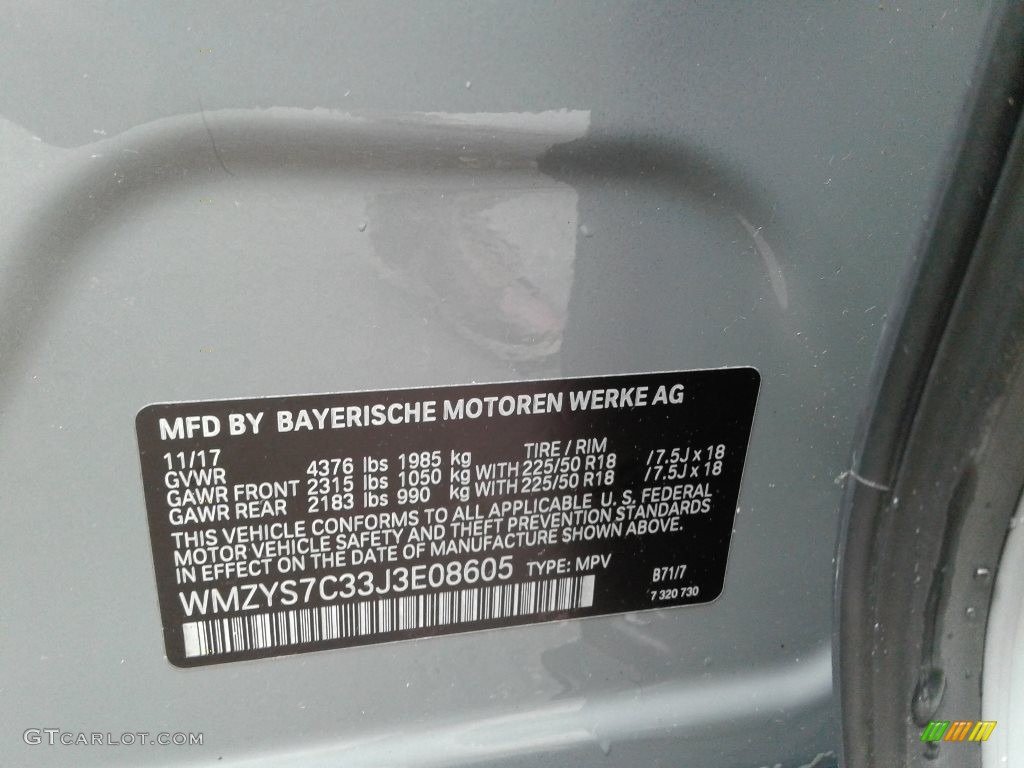 MFD BY BAYERISCHE MOTOREN WERKE AG
11/17 TIRE / RIM
GVWR 4376 lbs 1985 kg
GAWR FRONT 2315 lbs 1050 kg WITH 225/50 R18 /7.5J x 18
GAWR REAR 2183 lbs 990 kg WITH 225/50 R18 /7.5J x 18
THIS VEHICLE CONFORMS TO ALL APPLICABLE U. S. FEDERAL
MOTOR VEHICLE SAFETY AND THEFT PREVENTION STANDARDS
IN EFFECT ON THE DATE OF MANUFACTURE SHOWN ABOVE.
WMZYS7C33J3E08605 TYPE: MPV B71/7
7 320 730
GTCARLOT.COM